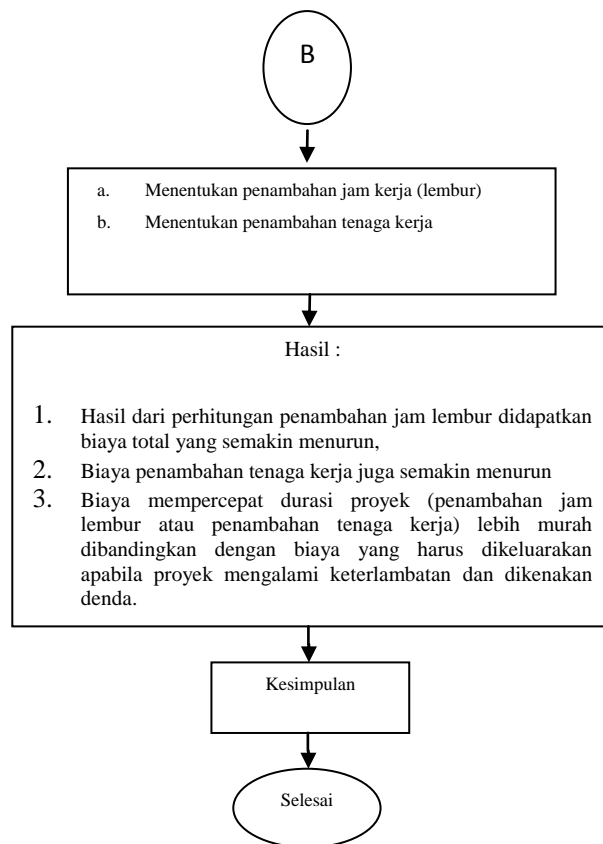 B
a. Menentukan penambahan jam kerja (lembur)
b. Menentukan penambahan tenaga kerja
Hasil :
1. Hasil dari perhitungan penambahan jam lembur didapatkan
biaya total yang semakin menurun,
2. Biaya penambahan tenaga kerja juga semakin menurun
3. Biaya mempercepat durasi proyek (penambahan jam
lembur atau penambahan tenaga kerja) lebih murah
dibandingkan dengan biaya yang harus dikeluarakan
apabila proyek mengalami keterlambatan dan dikenakan
denda.
Kesimpulan
Selesai